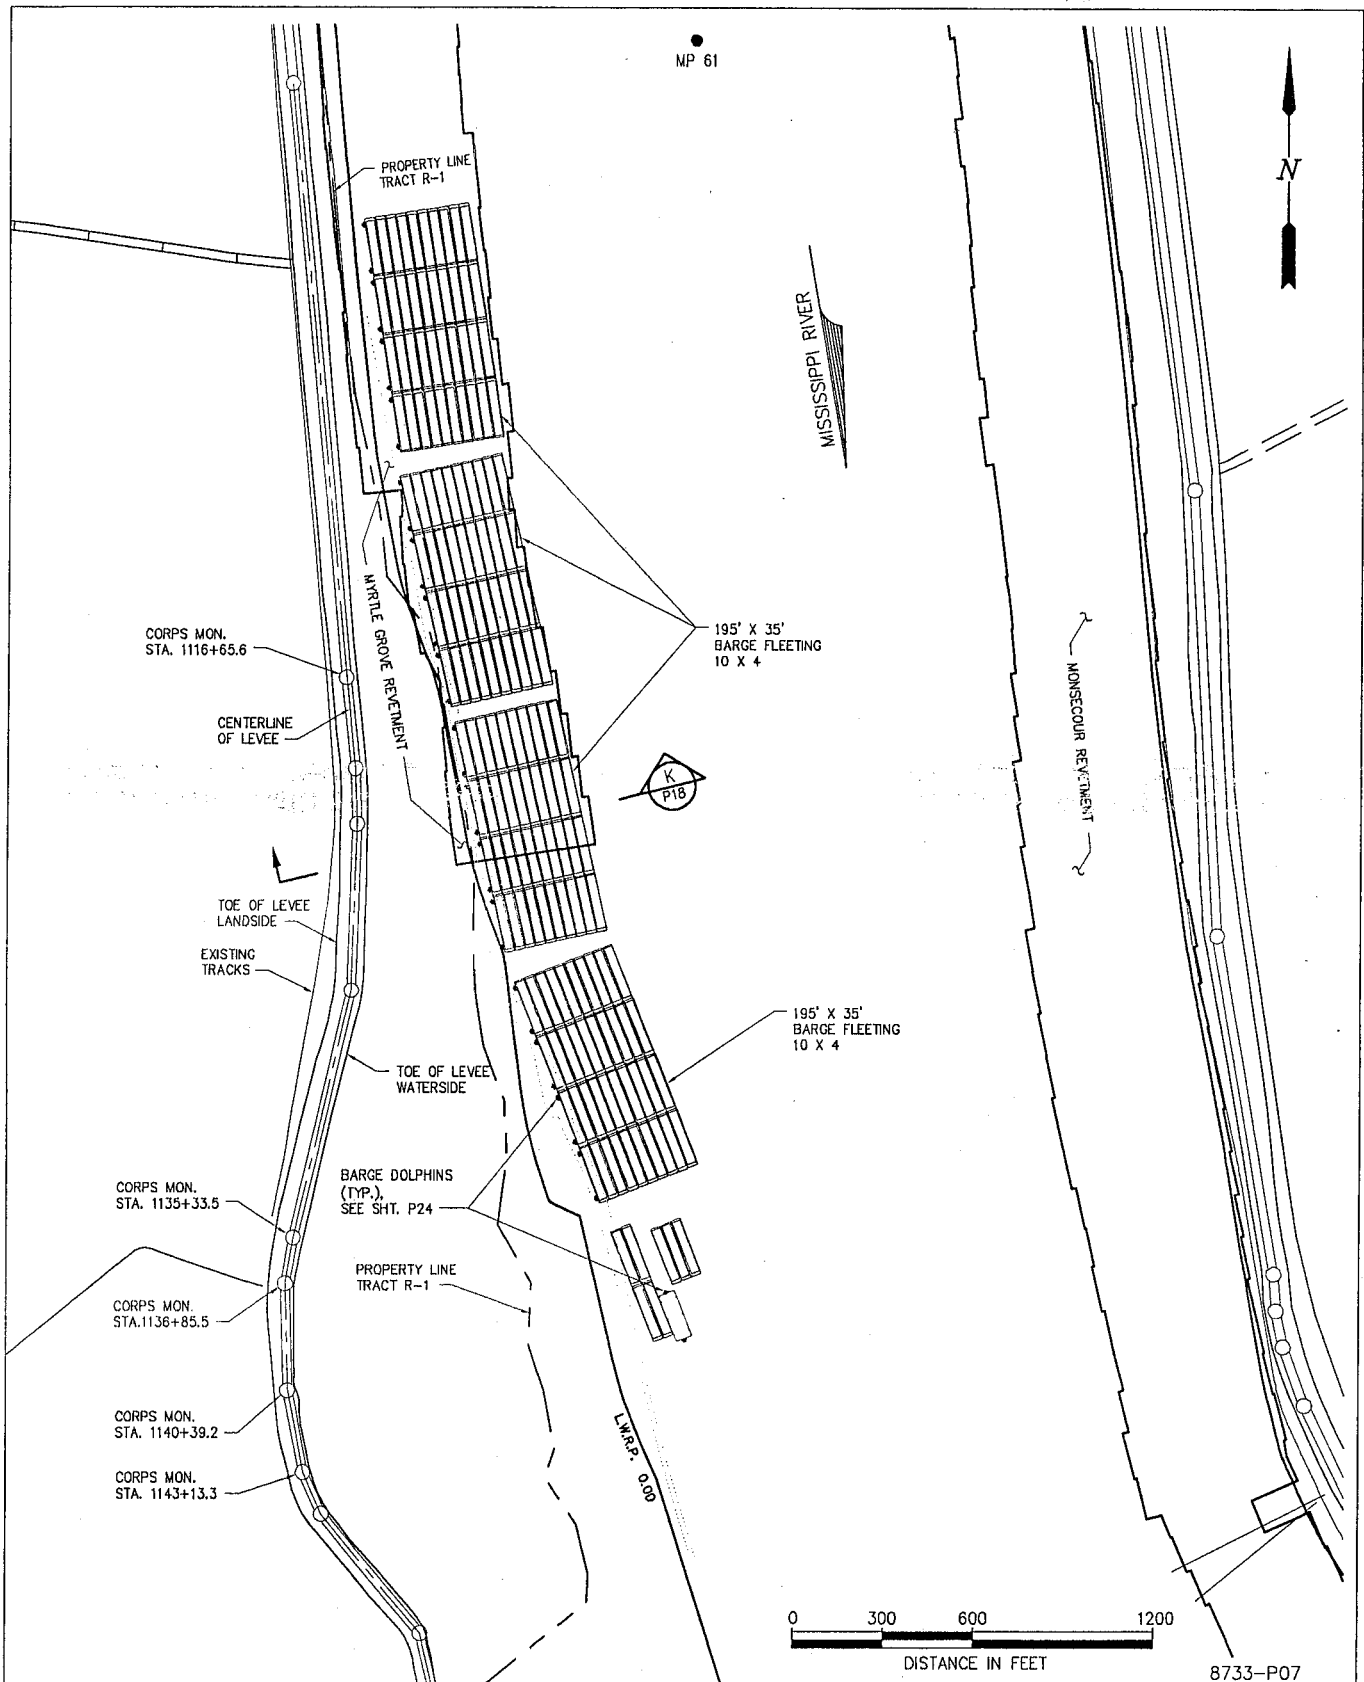 MP 61
N
PROPERTY LINE
TRACT R-1
MISSISSIPPI RIVER
MYRTLE GROVE REVETMENT
195' X 35'
BARGE FLEETING
10 X 4
CORPS MON.
STA. 1116+65.6
CENTERLINE
OF LEVEE
MONSECOUR REVETMENT
K
P18
TOE OF LEVEE
LANDSIDE
EXISTING
TRACKS
195' X 35'
BARGE FLEETING
10 X 4
TOE OF LEVEE
WATERSIDE
BARGE DOLPHINS
(TYP.),
SEE SHT. P24
CORPS MON.
STA. 1135+33.5
PROPERTY LINE
TRACT R-1
CORPS MON.
STA.1136+85.5
CORPS MON.
STA. 1140+39.2
L.W.R.P. 0.00
CORPS MON.
STA. 1143+13.3
0 300 600 1200
DISTANCE IN FEET
8733-P07